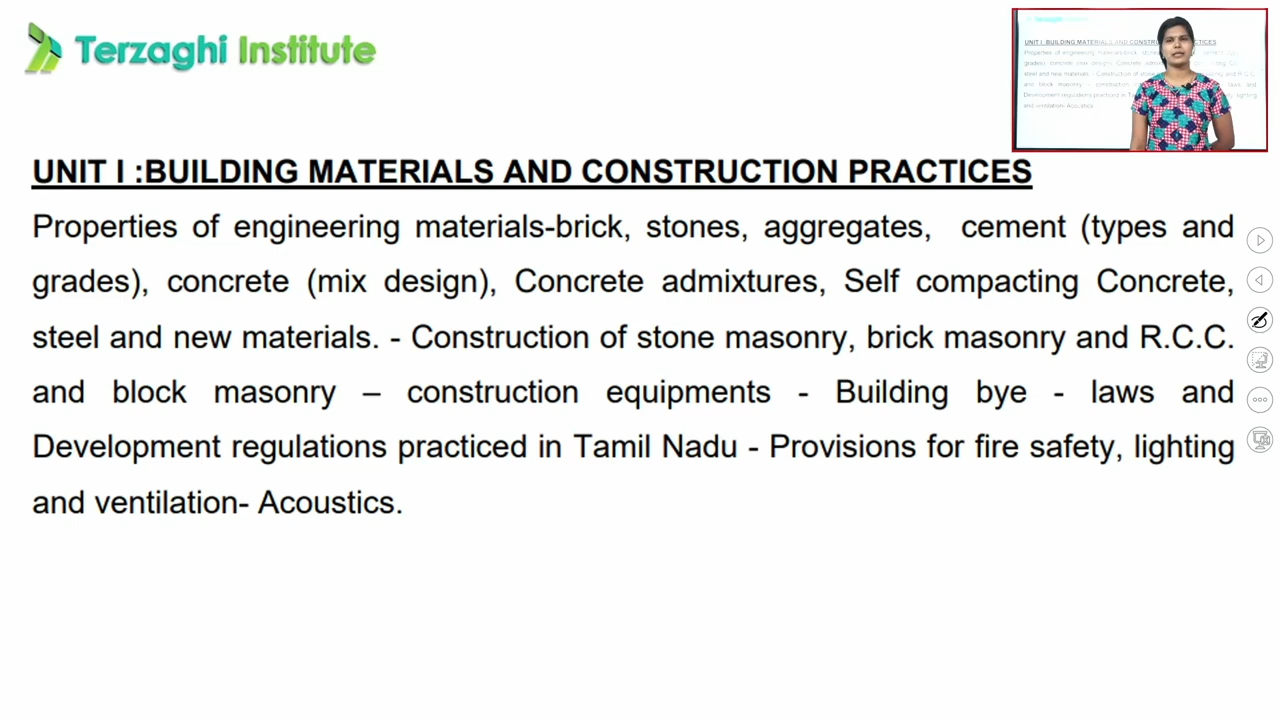 Terzaghi Institute
UNIT I :BUILDING MATERIALS AND CONSTRUCTION PRACTICES
Properties of engineering materials-brick, stones, aggregates, cement (types and
grades), concrete (mix design), Concrete admixtures, Self compacting Concrete,
steel and new materials. - Construction of stone masonry, brick masonry and R.C.C.
and block masonry – construction equipments - Building bye - laws and
Development regulations practiced in Tamil Nadu - Provisions for fire safety, lighting
and ventilation- Acoustics.